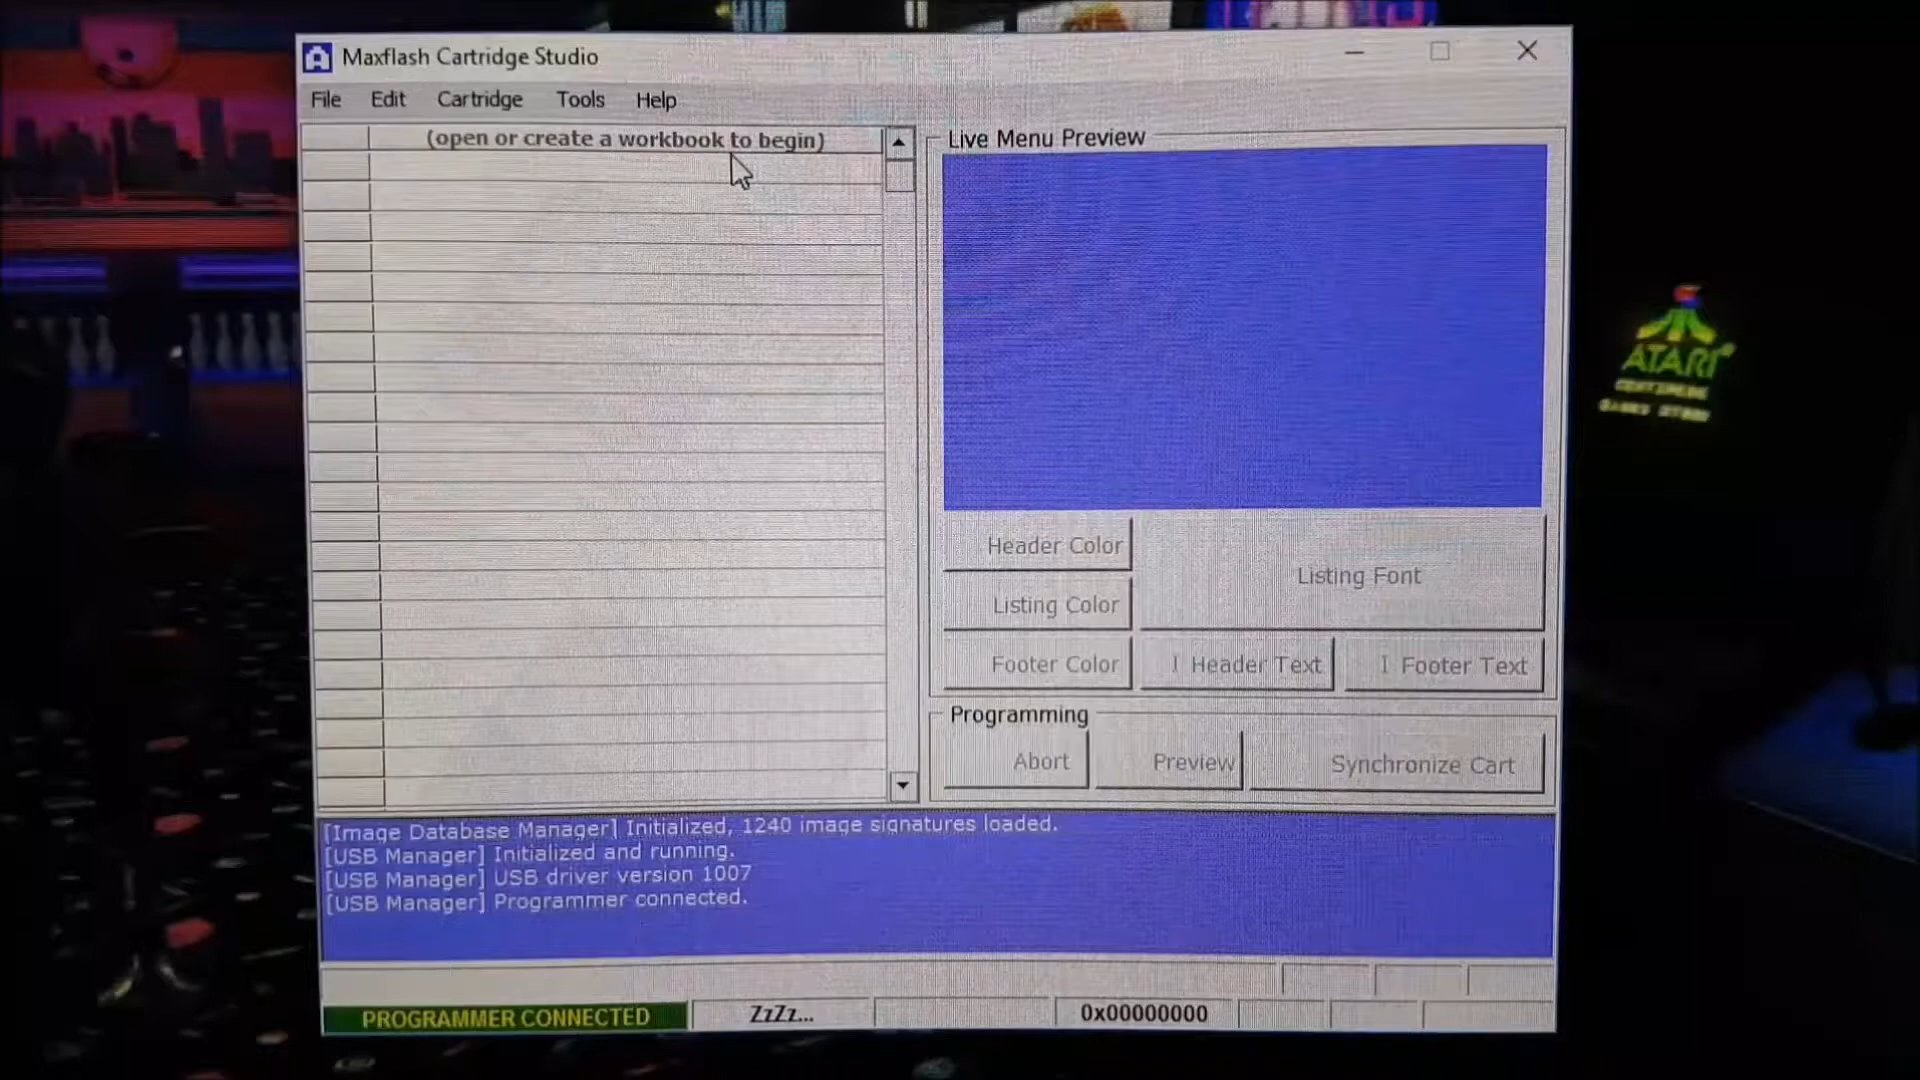 Maxflash Cartridge Studio
File Edit Cartridge Tools Help
(open or create a workbook to begin)
Live Menu Preview
Header Color
Listing Font
Listing Color
Footer Color
I Header Text
I Footer Text
Programming
Abort
Preview
Synchronize Cart
[Image Database Manager] Initialized, 1240 image signatures loaded.
[USB Manager] Initialized and running.
[USB Manager] USB driver version 1007
[USB Manager] Programmer connected.
PROGRAMMER CONNECTED
ZzZz...
0x00000000
ATARI